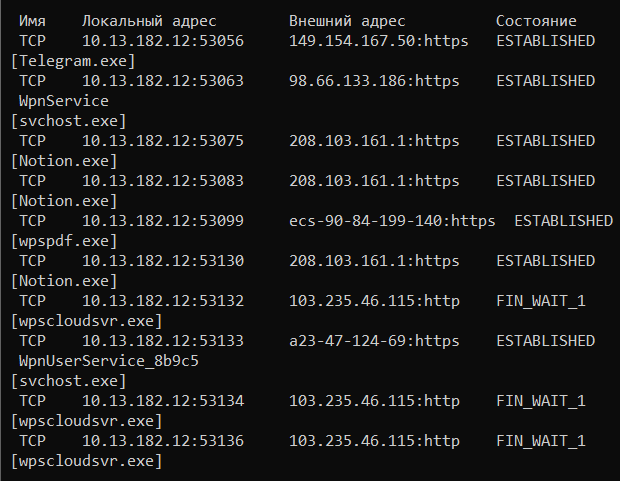 Имя Локальный адрес Внешний адрес Состояние
TCP 10.13.182.12:53056 149.154.167.50:https ESTABLISHED
[Telegram.exe]
TCP 10.13.182.12:53063 98.66.133.186:https ESTABLISHED
WpnService
[svchost.exe]
TCP 10.13.182.12:53075 208.103.161.1:https ESTABLISHED
[Notion.exe]
TCP 10.13.182.12:53083 208.103.161.1:https ESTABLISHED
[Notion.exe]
TCP 10.13.182.12:53099 ecs-90-84-199-140:https ESTABLISHED
[wpspdf.exe]
TCP 10.13.182.12:53130 208.103.161.1:https ESTABLISHED
[Notion.exe]
TCP 10.13.182.12:53132 103.235.46.115:http FIN_WAIT_1
[wpscloudsvr.exe]
TCP 10.13.182.12:53133 a23-47-124-69:https ESTABLISHED
WpnUserService_8b9c5
[svchost.exe]
TCP 10.13.182.12:53134 103.235.46.115:http FIN_WAIT_1
[wpscloudsvr.exe]
TCP 10.13.182.12:53136 103.235.46.115:http FIN_WAIT_1
[wpscloudsvr.exe]